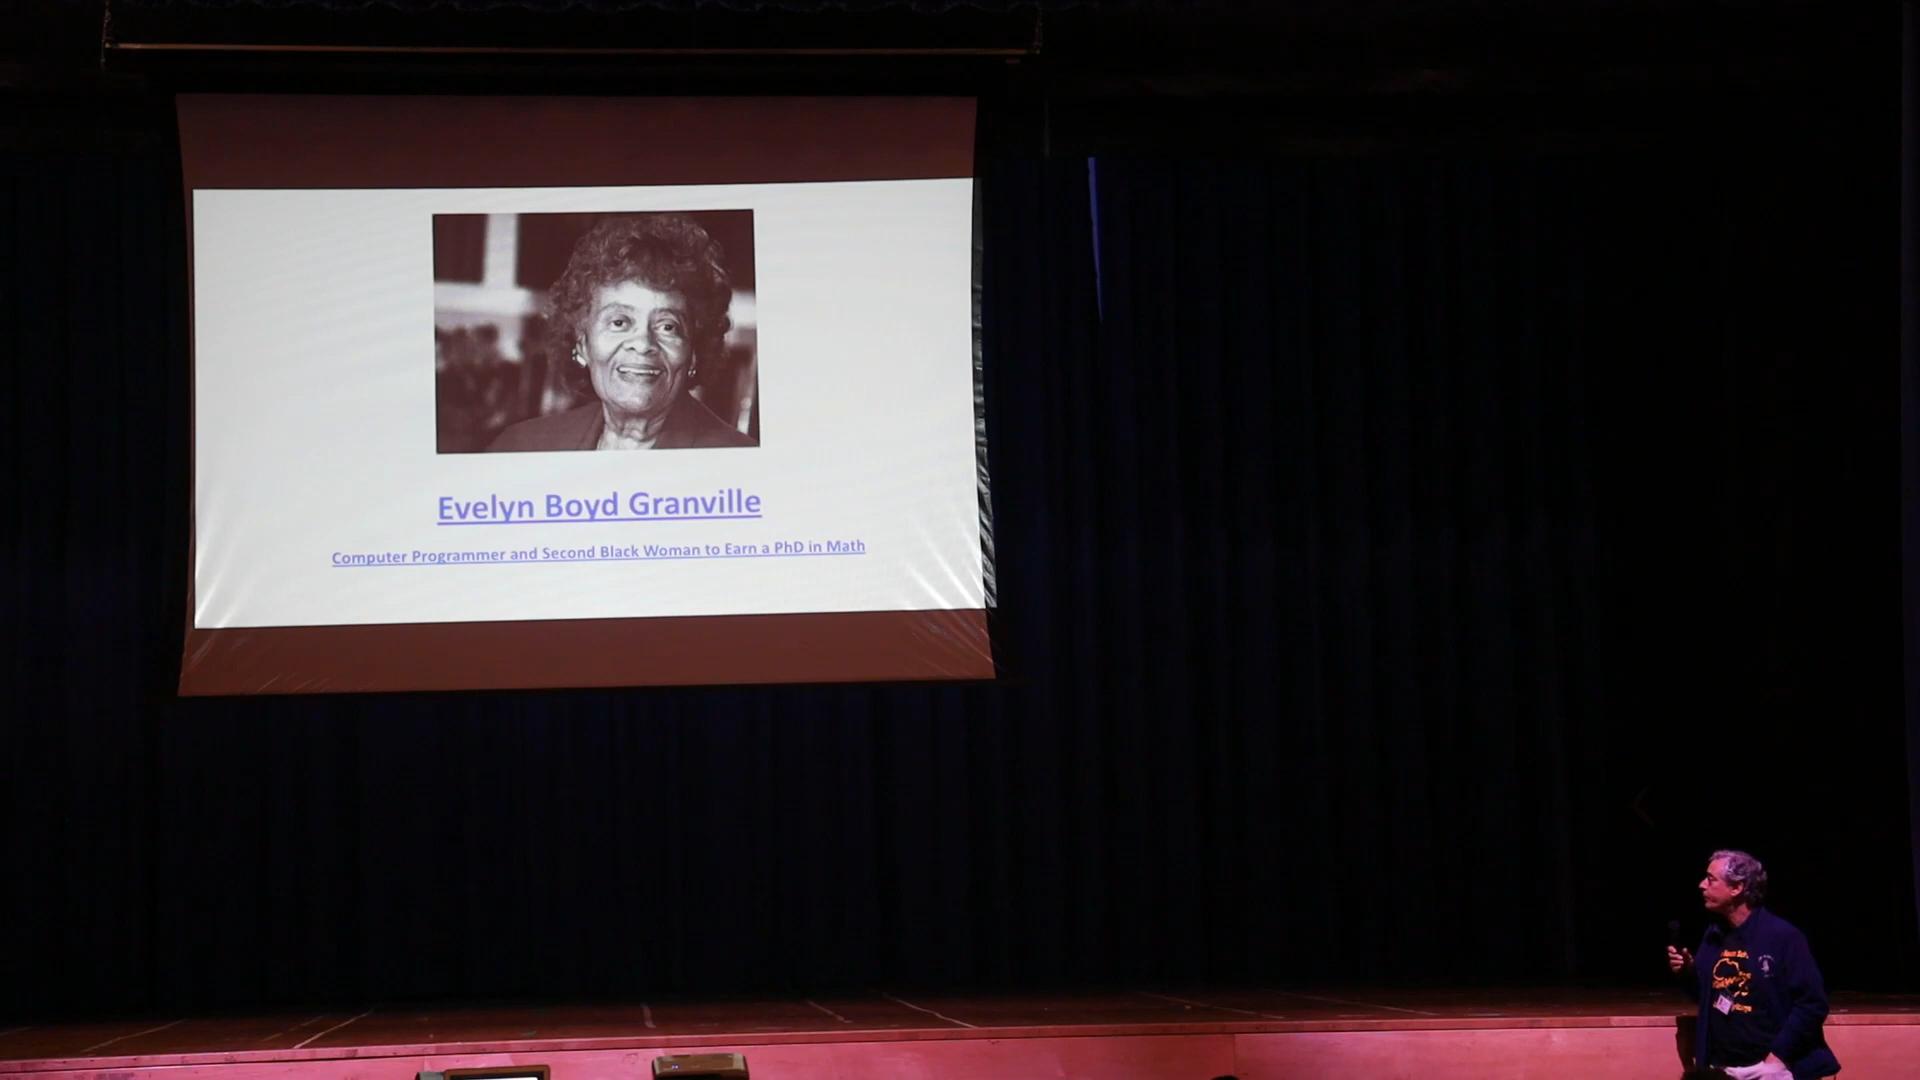 Evelyn Boyd Granville
Computer Programmer and Second Black Woman to Earn a PhD in Math